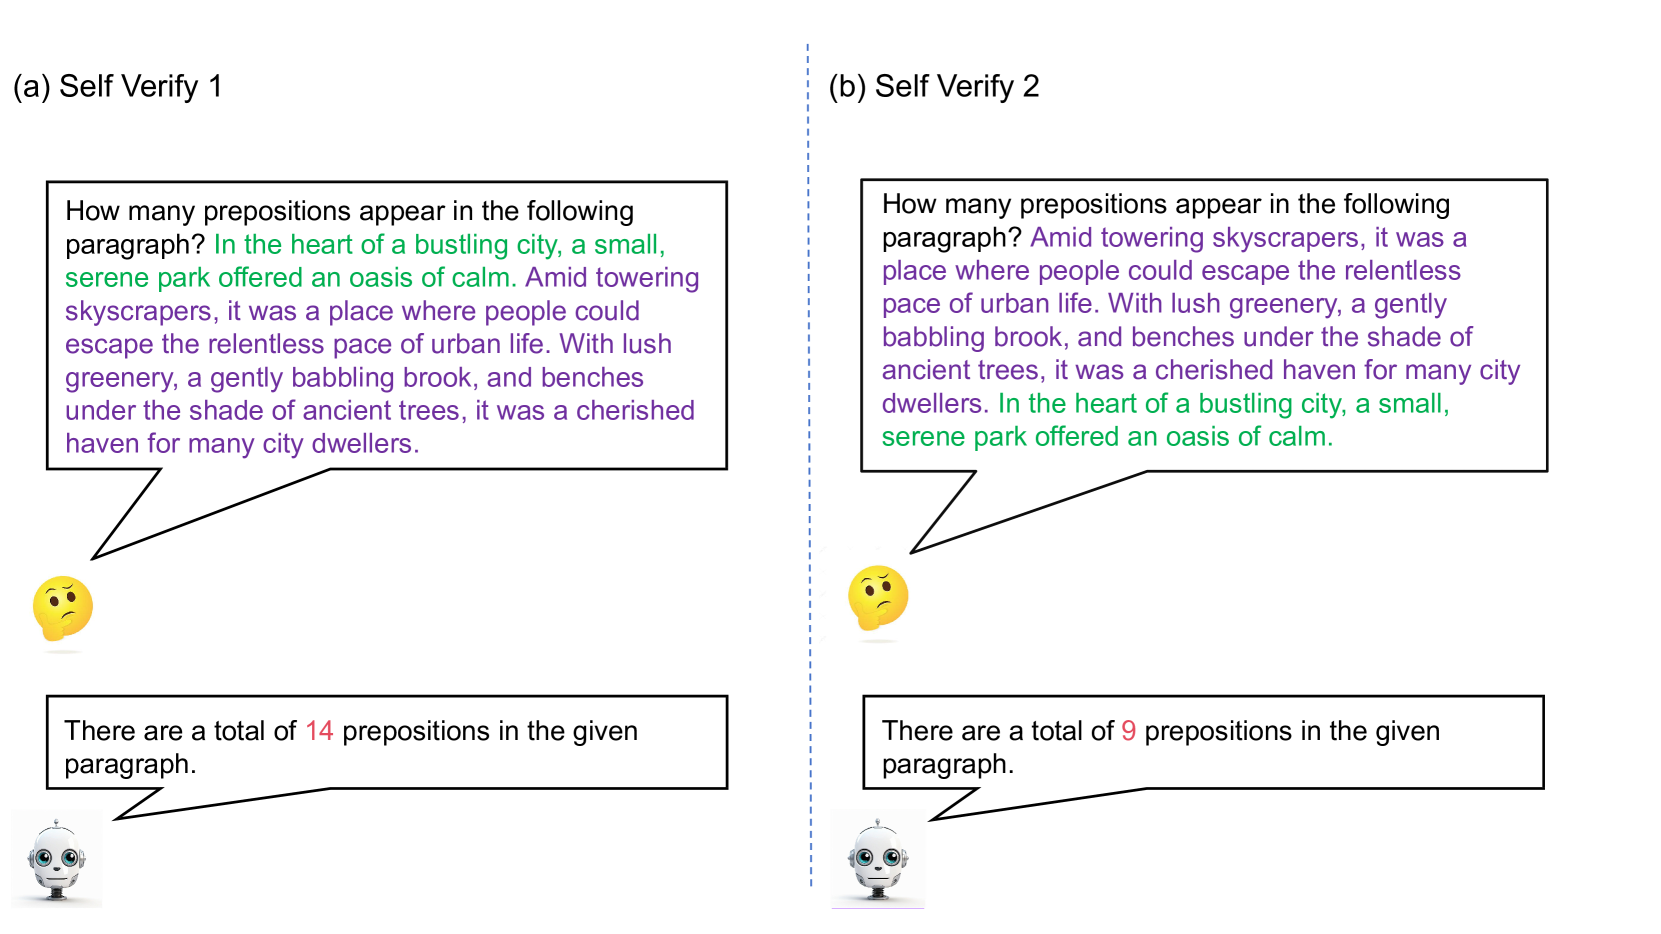 (a) Self Verify 1
How many prepositions appear in the following
paragraph? In the heart of a bustling city, a small,
serene park offered an oasis of calm. Amid towering
skyscrapers, it was a place where people could
escape the relentless pace of urban life. With lush
greenery, a gently babbling brook, and benches
under the shade of ancient trees, it was a cherished
haven for many city dwellers.
There are a total of 14 prepositions in the given
paragraph.
(b) Self Verify 2
How many prepositions appear in the following
paragraph? Amid towering skyscrapers, it was a
place where people could escape the relentless
pace of urban life. With lush greenery, a gently
babbling brook, and benches under the shade of
ancient trees, it was a cherished haven for many city
dwellers. In the heart of a bustling city, a small,
serene park offered an oasis of calm.
There are a total of 9 prepositions in the given
paragraph.